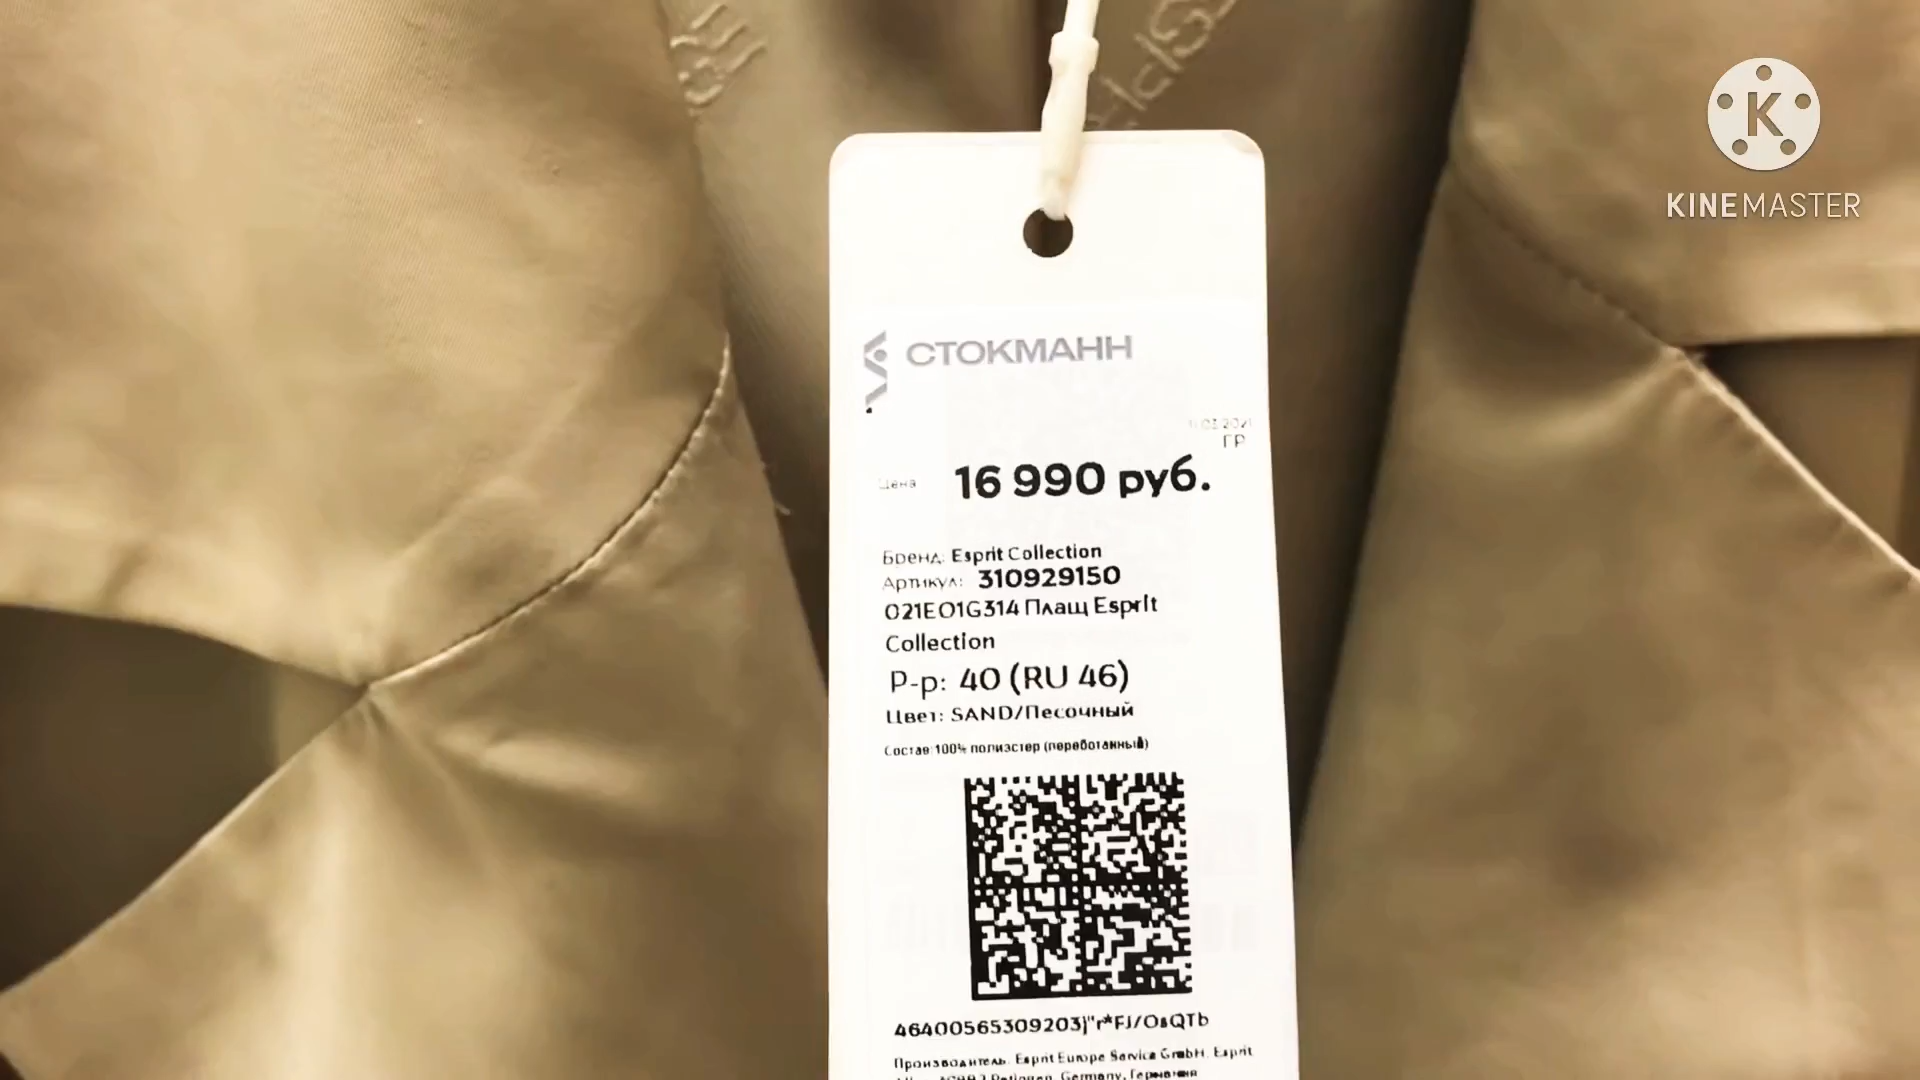 KINEMASTER
СТОКМАНН
ГР
Цена 16 990 руб.
Бренд: Esprit Collection
Артикул: 310929150
021EO1G314 Плащ Esprit
Collection
Р-р: 40 (RU 46)
Цвет: SAND/Песочный
Состав: 100% полиэстер (переботанный)
Производитель: Esprit Europe Service GmbH. Esprit
Germany, Германия